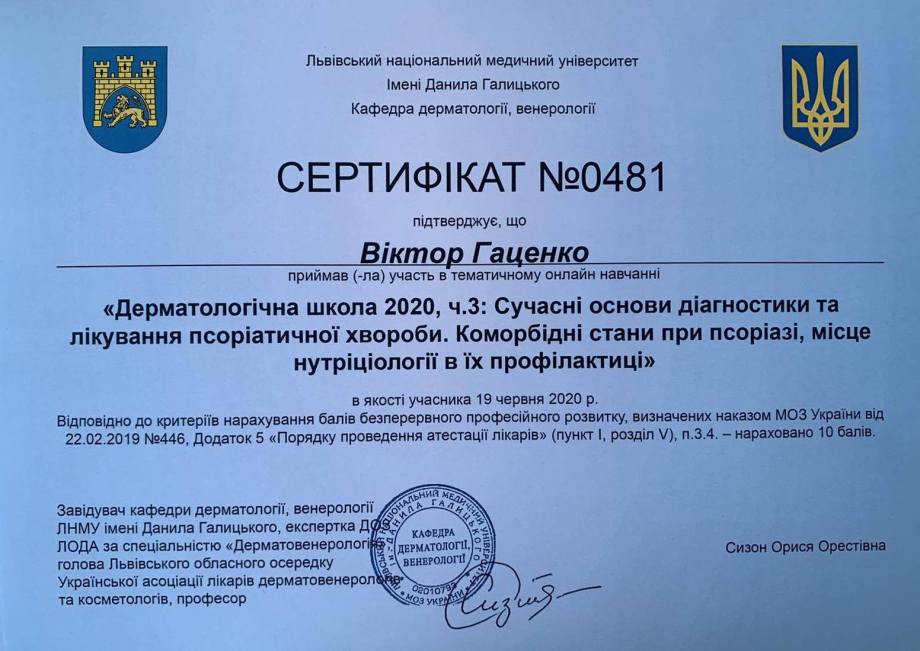 Львівський національний медичний університет
Імені Данила Галицького
Кафедра дерматології, венерології
СЕРТИФІКАТ №0481
підтверджує, що
Віктор Гаценко
приймав (-ла) участь в тематичному онлайн навчанні
«Дерматологічна школа 2020, ч.3: Сучасні основи діагностики та
лікування псоріатичної хвороби. Коморбідні стани при псоріазі, місце
нутріціології в їх профілактиці»
в якості учасника 19 червня 2020 р.
Відповідно до критеріїв нарахування балів безперервного професійного розвитку, визначених наказом МОЗ України від
22.02.2019 №446, Додаток 5 «Порядку проведення атестації лікарів» (пункт І, розділ V), п.3.4. – нараховано 10 балів.
Завідувач кафедри дерматології, венерології
ЛНМУ імені Данила Галицького, експертка ДОЗ
ЛОДА за спеціальністю «Дерматовенерологія»
голова Львівського обласного осередку
Української асоціації лікарів дерматовенерологів
та косметологів, професор
КАФЕДРА
ДЕРМАТОЛОГІЇ,
ВЕНЕРОЛОГІЇ
МОЗ УКРАЇНИ
Сизон Орися Орестівна